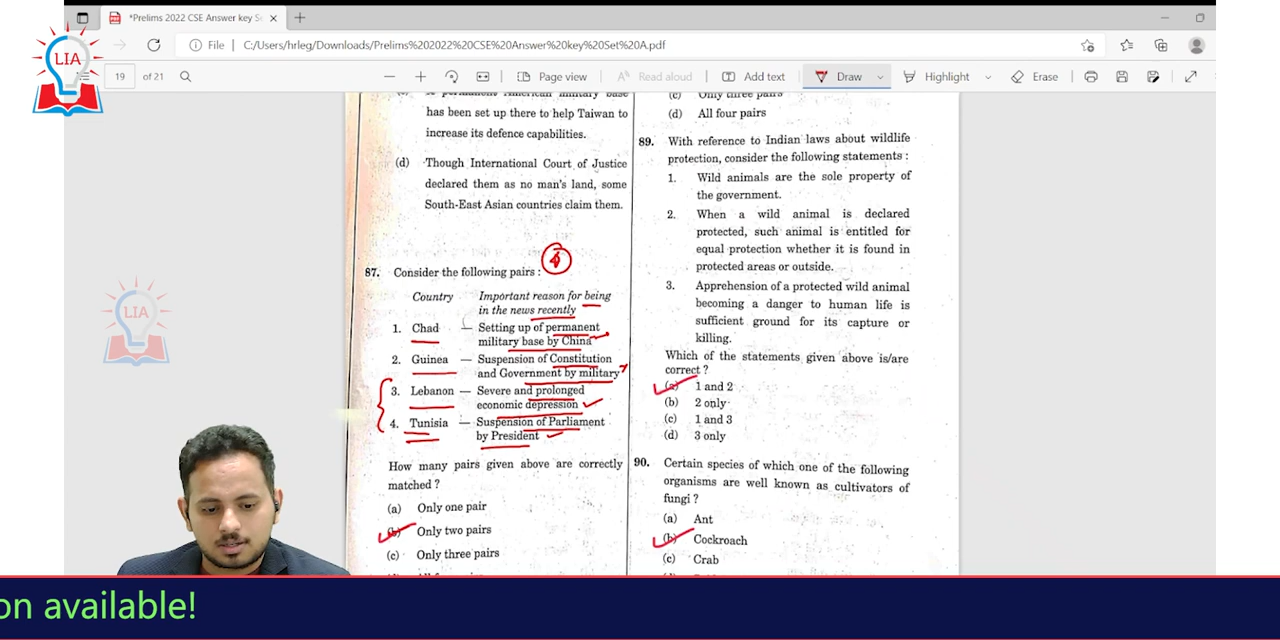 *Prelims 2022 CSE Answer key Se
LIA
File | C:/Users/hrleg/Downloads/Prelims%202022%20CSE%20Answer%20key%20Set%20A.pdf
19 of 21
Page view
Read aloud
Add text
Draw
Highlight
Erase
permanent American military base
has been set up there to help Taiwan to
increase its defence capabilities.
(d) Though International Court of Justice
declared them as no man's land, some
South-East Asian countries claim them.
87. Consider the following pairs :
Country Important reason for being
in the news recently
1. Chad — Setting up of permanent
military base by China
2. Guinea — Suspension of Constitution
and Government by military
3. Lebanon — Severe and prolonged
economic depression
4. Tunisia — Suspension of Parliament
by President
How many pairs given above are correctly
matched ?
(a) Only one pair
(b) Only two pairs
(c) Only three pairs
(c) Only three pairs
(d) All four pairs
89. With reference to Indian laws about wildlife
protection, consider the following statements :
1. Wild animals are the sole property of
the government.
2. When a wild animal is declared
protected, such animal is entitled for
equal protection whether it is found in
protected areas or outside.
3. Apprehension of a protected wild animal
becoming a danger to human life is
sufficient ground for its capture or
killing.
Which of the statements given above is/are
correct ?
(a) 1 and 2
(b) 2 only
(c) 1 and 3
(d) 3 only
90. Certain species of which one of the following
organisms are well known as cultivators of
fungi ?
(a) Ant
(b) Cockroach
(c) Crab
LIA
on available!